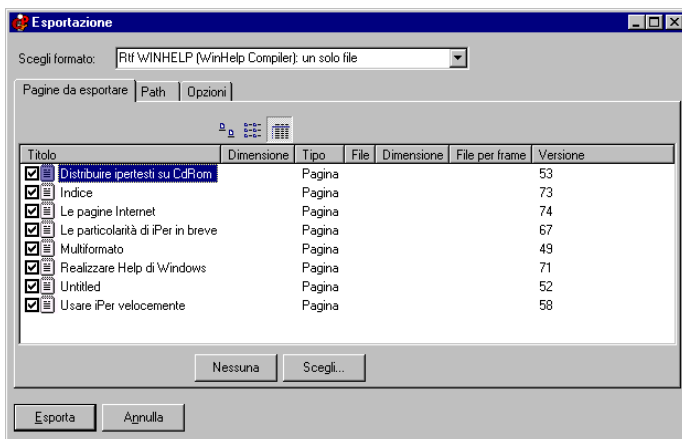 Esportazione
Scegli formato: Rtf WINHELP (WinHelp Compiler): un solo file
Pagine da esportare Path Opzioni
Titolo Dimensione Tipo File Dimensione File per frame Versione
Distribuire ipertesti su CdRom Pagina 53
Indice Pagina 73
Le pagine Internet Pagina 74
Le particolarità di iPer in breve Pagina 67
Multiformato Pagina 49
Realizzare Help di Windows Pagina 71
Untitled Pagina 52
Usare iPer velocemente Pagina 58
Nessuna Scegli...
Esporta Annulla